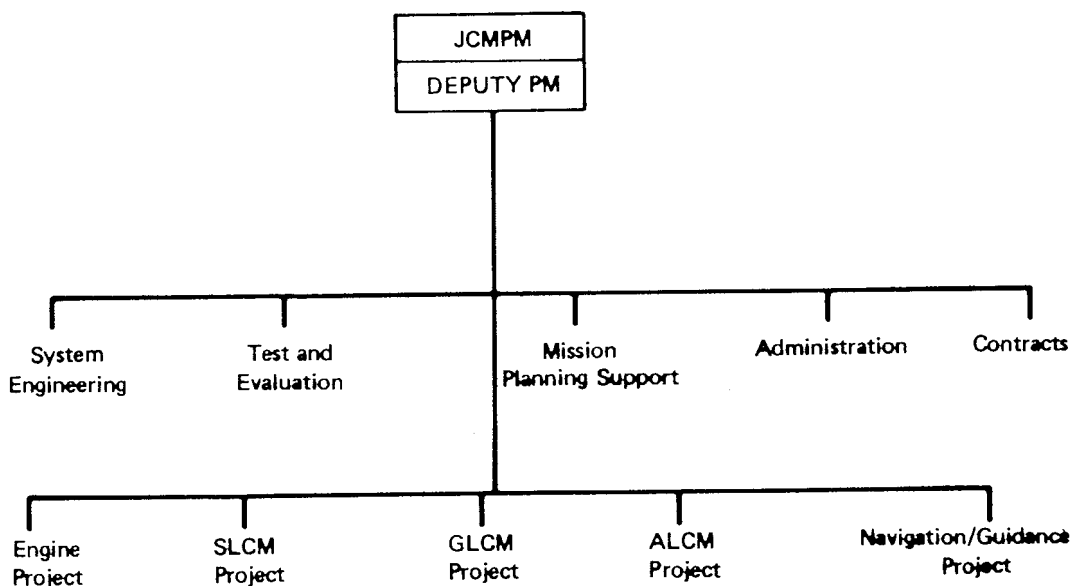 JCMPM
DEPUTY PM
System
Engineering
Test and
Evaluation
Mission
Planning Support
Administration
Contracts
Engine
Project
SLCM
Project
GLCM
Project
ALCM
Project
Navigation/Guidance
Project